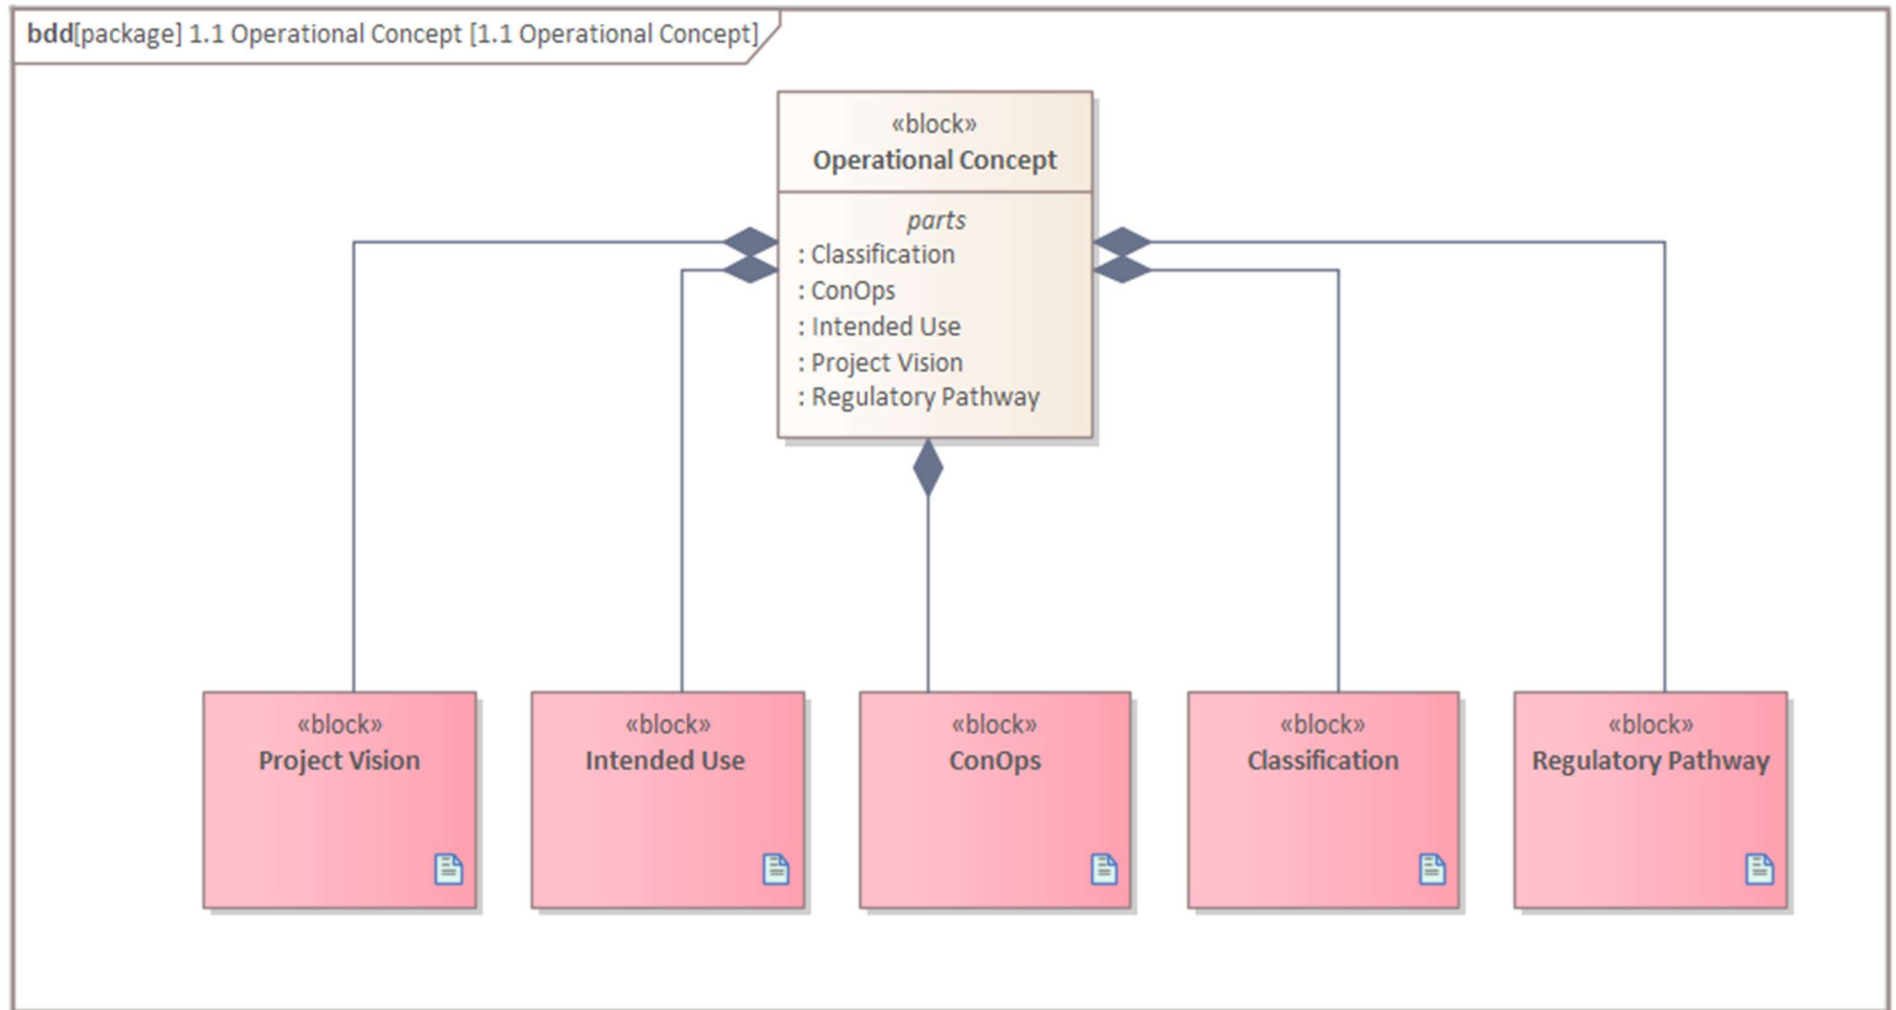 bdd[package] 1.1 Operational Concept [1.1 Operational Concept]
«block»
Operational Concept
parts
: Classification
: ConOps
: Intended Use
: Project Vision
: Regulatory Pathway
«block»
Project Vision
«block»
Intended Use
«block»
ConOps
«block»
Classification
«block»
Regulatory Pathway